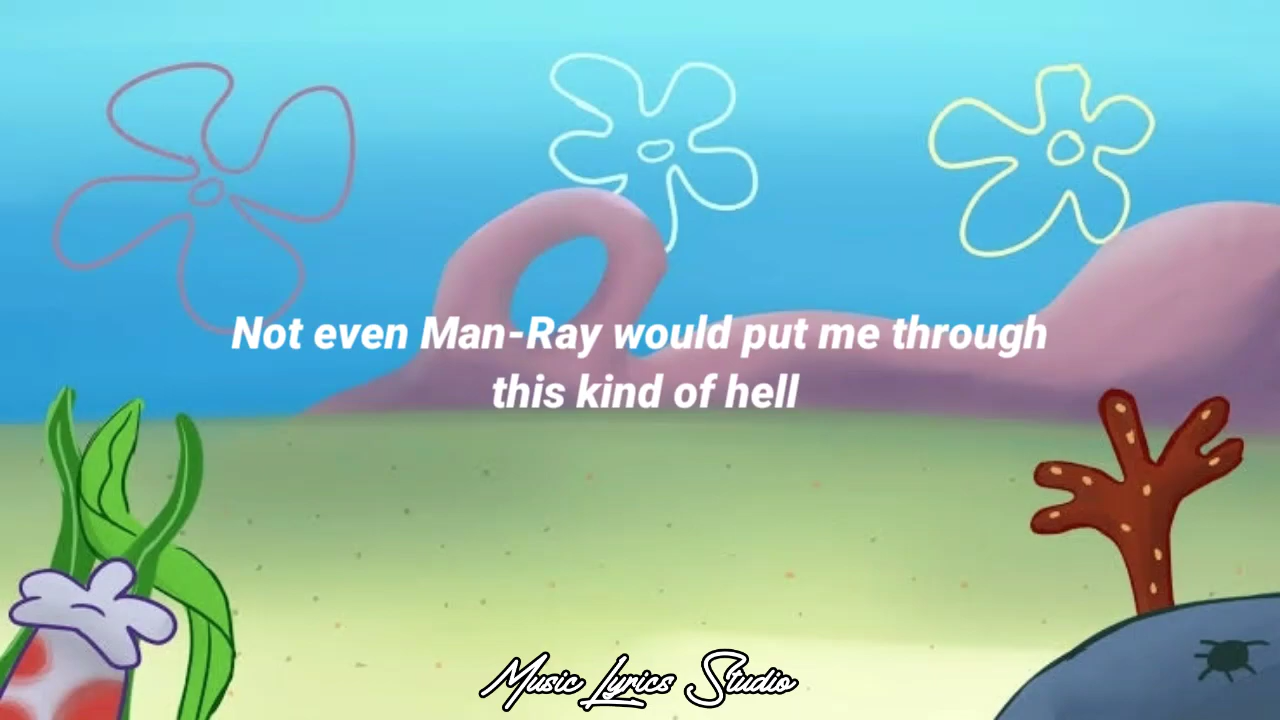 Not even Man-Ray would put me through
this kind of hell
Music Lyrics Studio